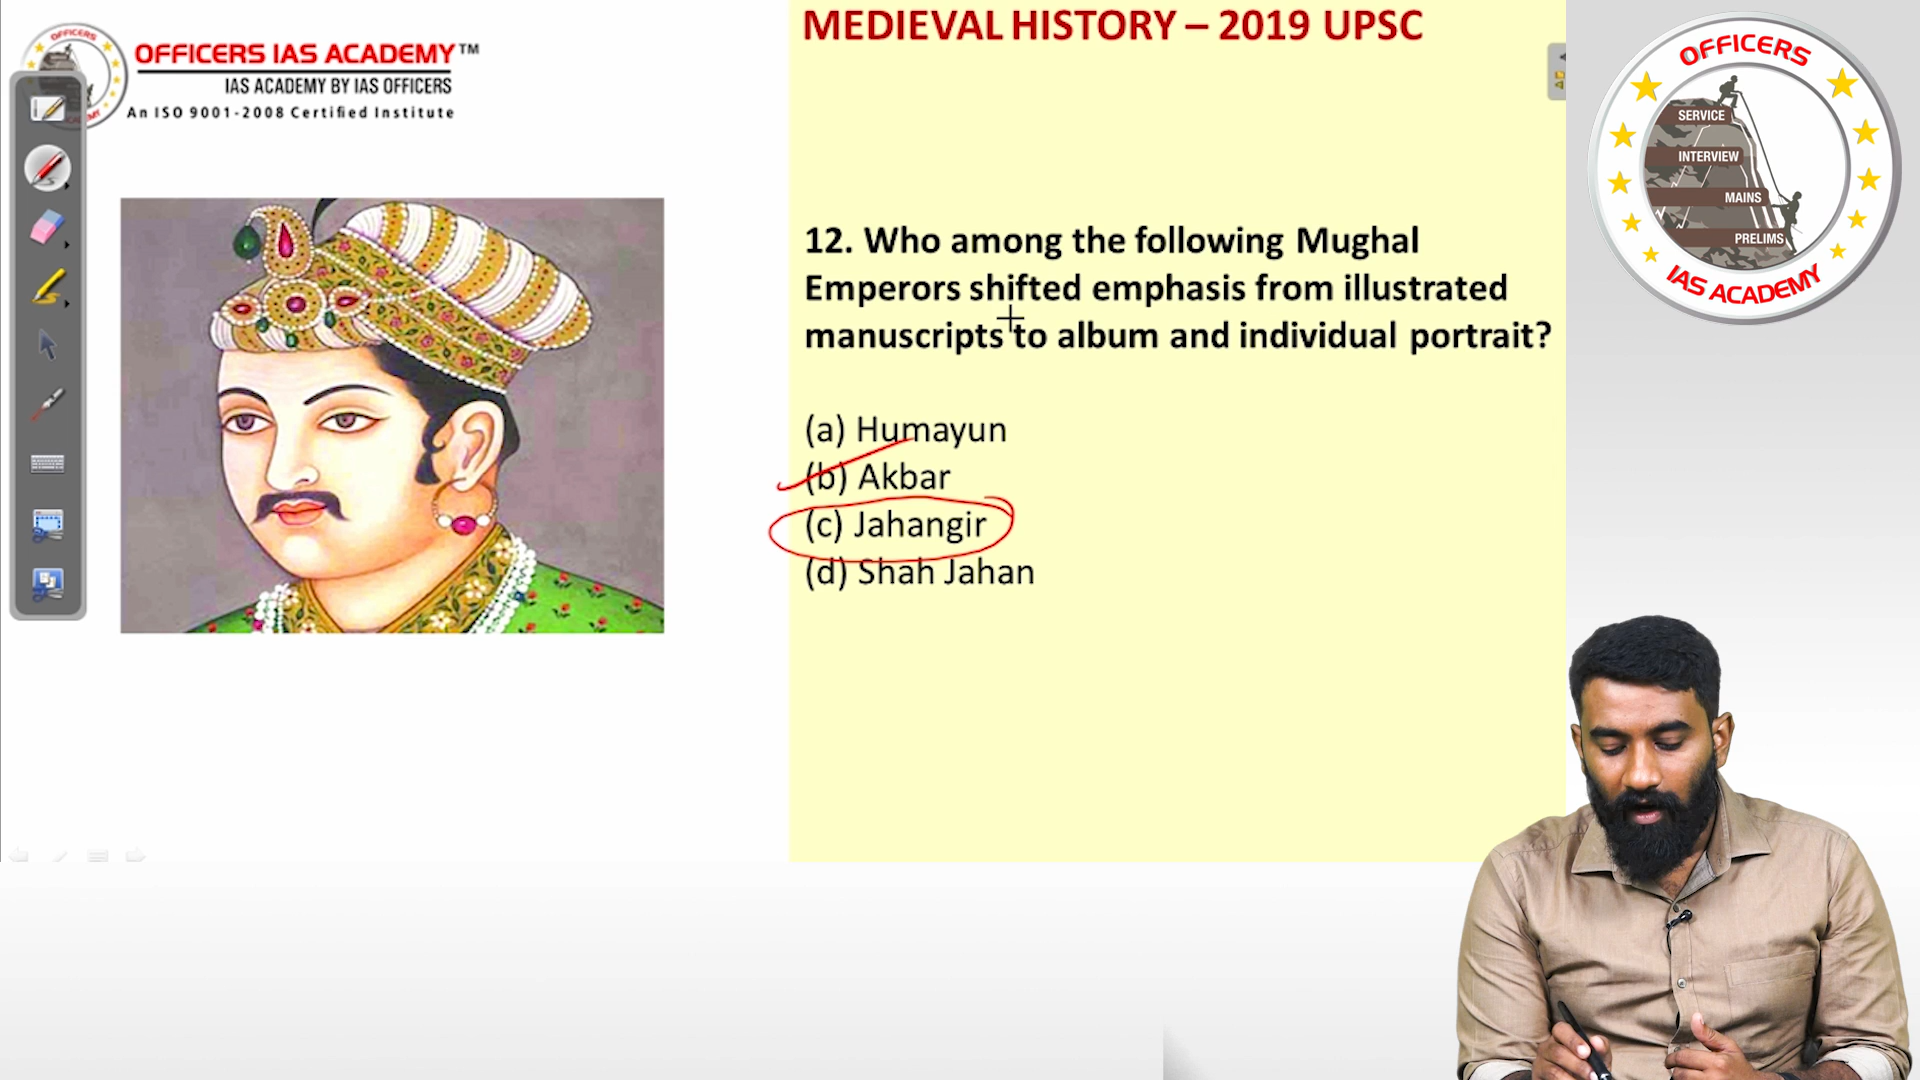 OFFICERS
OFFICERS IAS ACADEMY™
IAS ACADEMY BY IAS OFFICERS
An ISO 9001-2008 Certified Institute
MEDIEVAL HISTORY – 2019 UPSC
12. Who among the following Mughal
Emperors shifted emphasis from illustrated
manuscripts to album and individual portrait?
(a) Humayun
(b) Akbar
(c) Jahangir
(d) Shah Jahan
OFFICERS
SERVICE
INTERVIEW
MAINS
PRELIMS
IAS ACADEMY